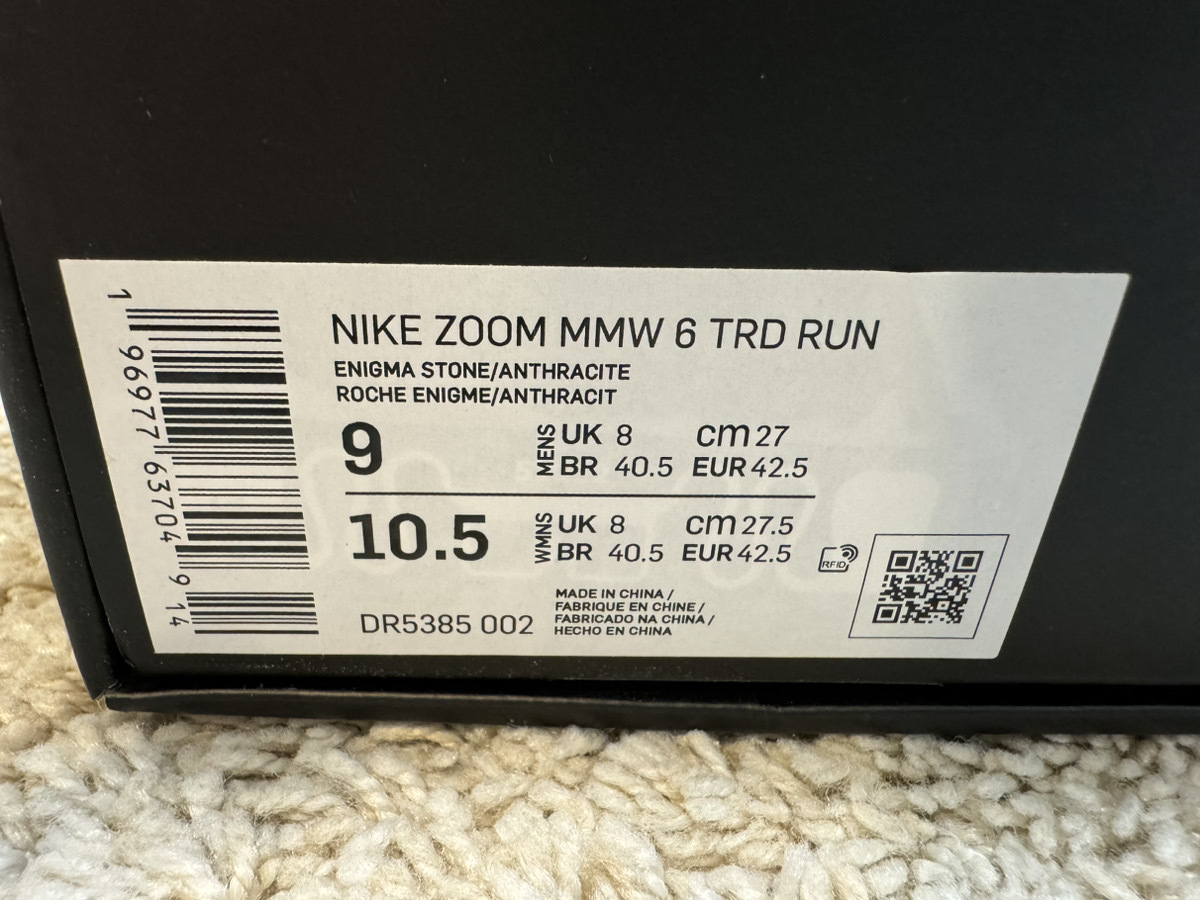 1 96977 63704 9 14
NIKE ZOOM MMW 6 TRD RUN
ENIGMA STONE/ANTHRACITE
ROCHE ENIGME/ANTHRACIT
9
MENS
UK 8 cm 27
BR 40.5 EUR 42.5
10.5
WMNS
UK 8 cm 27.5
BR 40.5 EUR 42.5
RFID
DR5385 002
MADE IN CHINA /
FABRIQUE EN CHINE /
FABRICADO NA CHINA /
HECHO EN CHINA